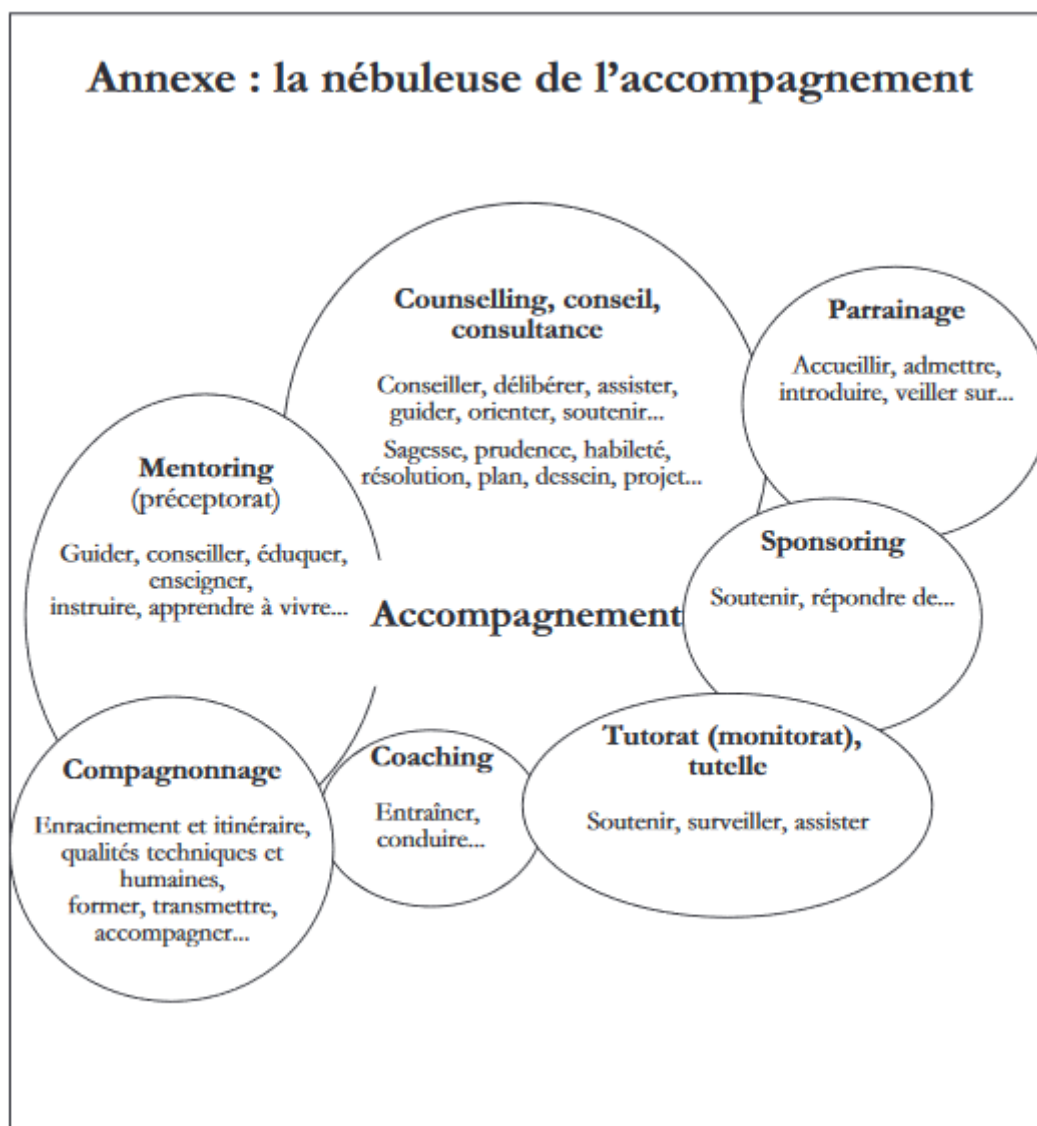 Annexe : la nébuleuse de l'accompagnement
Counselling, conseil,
consultance
Conseiller, délibérer, assister,
guider, orienter, soutenir...
Sagesse, prudence, habileté,
résolution, plan, dessein, projet...
Parrainage
Accueillir, admettre,
introduire, veiller sur...
Mentoring
(préceptorat)
Guider, conseiller, éduquer,
enseigner,
instruire, apprendre à vivre...
Sponsoring
Soutenir, répondre de...
Accompagnement
Compagnonnage
Enracinement et itinéraire,
qualités techniques et
humaines,
former, transmettre,
accompagner...
Coaching
Entraîner,
conduire...
Tutorat (monitorat),
tutelle
Soutenir, surveiller, assister